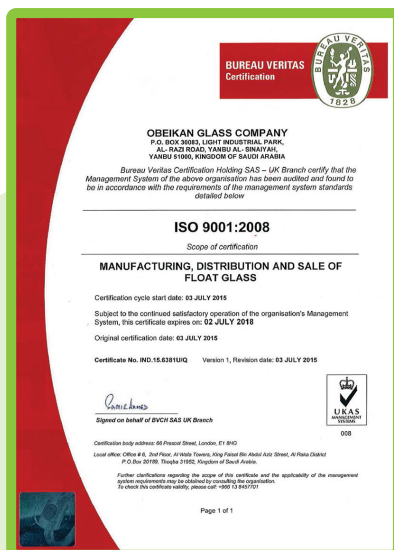 BUREAU VERITAS
Certification
BUREAU VERITAS
1828
OBEIKAN GLASS COMPANY
P.O. BOX 30083, LIGHT INDUSTRIAL PARK,
AL- RAZI ROAD, YANBU AL- SINAIYAH,
YANBU 51000, KINGDOM OF SAUDI ARABIA
Bureau Veritas Certification Holding SAS – UK Branch certify that the
Management System of the above organisation has been audited and found to
be in accordance with the requirements of the management system standards
detailed below
ISO 9001:2008
Scope of certification
MANUFACTURING, DISTRIBUTION AND SALE OF
FLOAT GLASS
Certification cycle start date: 03 JULY 2015
Subject to the continued satisfactory operation of the organisation's Management
System, this certificate expires on: 02 JULY 2018
Original certification date: 03 JULY 2015
Certificate No. IND.15.6381U/Q Version 1, Revision date: 03 JULY 2015
Signed on behalf of BVCH SAS UK Branch
UKAS
MANAGEMENT
SYSTEMS
008
Certification body address: 66 Prescot Street, London, E1 8HG
Local office: Office # 8, 2nd Floor, Al Wafa Towers, King Faisal Bin Abdul Aziz Street, Al Raka District
P.O.Box 20189. Thoqba 31952, Kingdom of Saudi Arabia.
Further clarifications regarding the scope of this certificate and the applicability of the management
system requirements may be obtained by consulting the organisation.
To check this certificate validity, please call: +966 13 8457701
Page 1 of 1